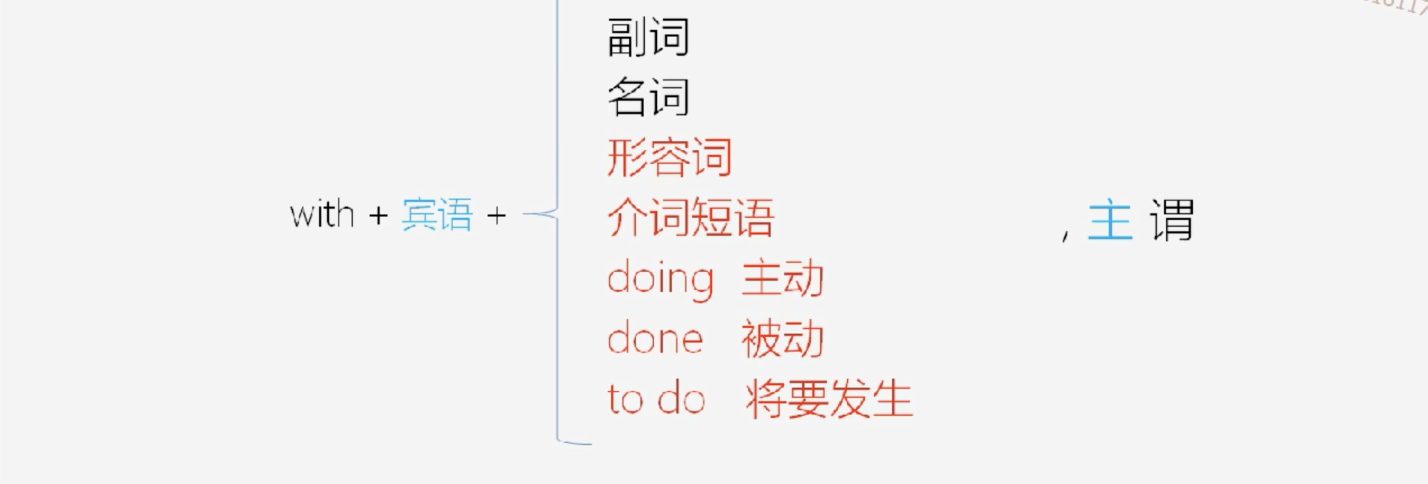 副词
名词
形容词
with + 宾语 +
介词短语
, 主 谓
doing 主动
done 被动
to do 将要发生